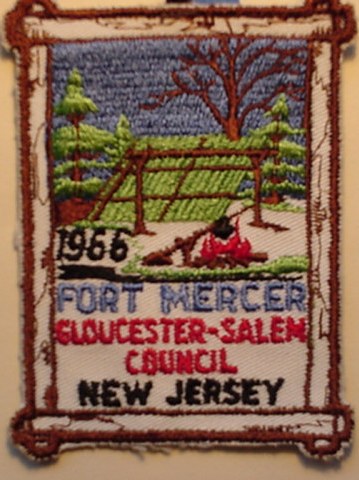 1966
FORT MERCER
GLOUCESTER-SALEM
COUNCIL
NEW JERSEY